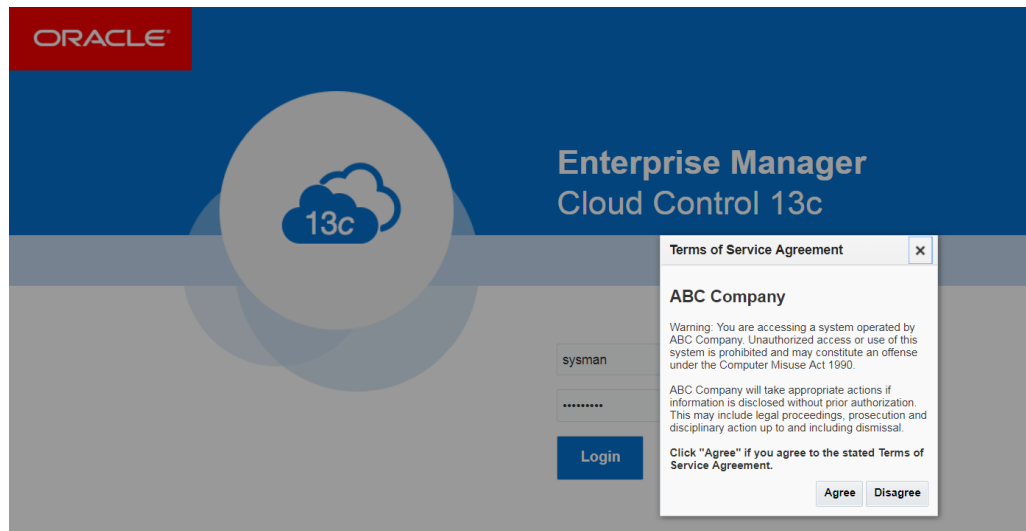 ORACLE®
13c
Enterprise Manager
Cloud Control 13c
sysman
•••••••••
Login
Terms of Service Agreement
ABC Company
Warning: You are accessing a system operated by
ABC Company. Unauthorized access or use of this
system is prohibited and may constitute an offense
under the Computer Misuse Act 1990.
ABC Company will take appropriate actions if
information is disclosed without prior authorization.
This may include legal proceedings, prosecution and
disciplinary action up to and including dismissal.
Click "Agree" if you agree to the stated Terms of
Service Agreement.
Agree Disagree